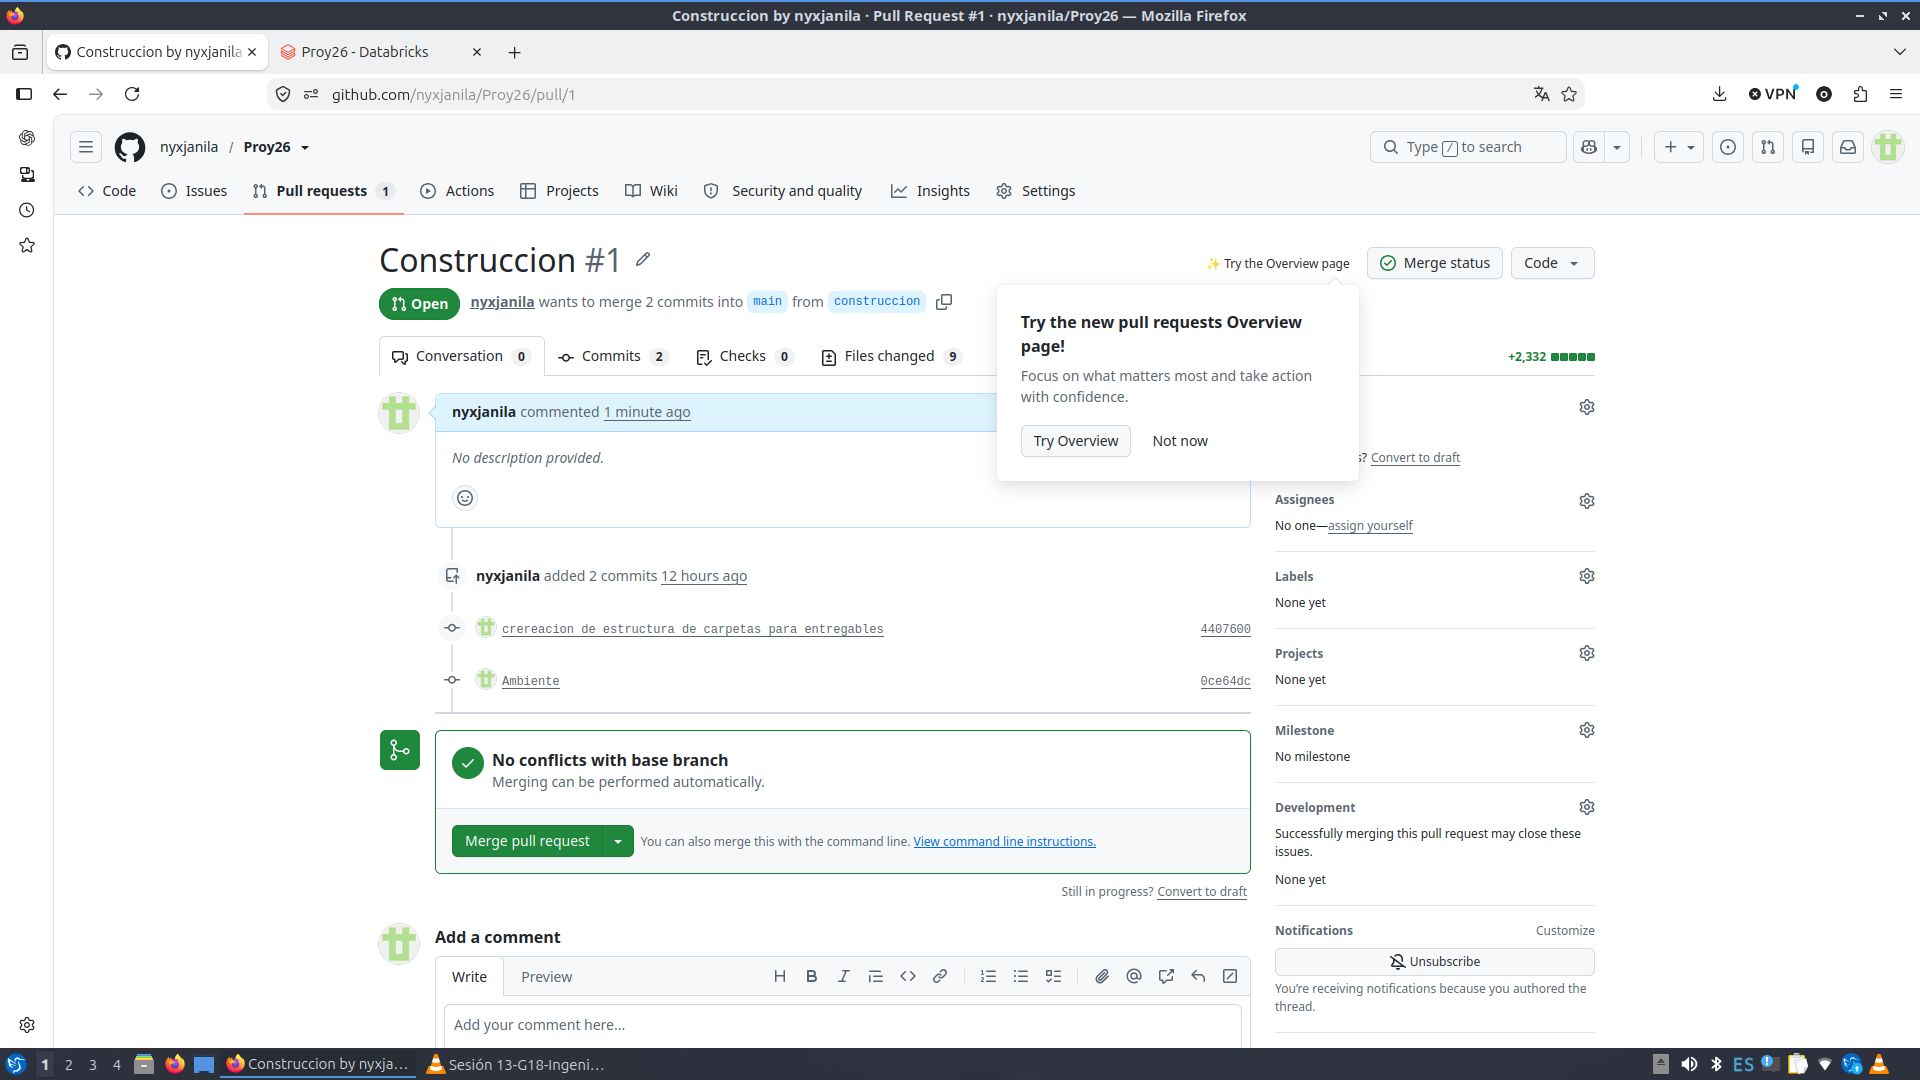 Construccion by nyxjanila · Pull Request #1 · nyxjanila/Proy26 — Mozilla Firefox
Construccion by nyxjanila
Proy26 - Databricks
github.com/nyxjanila/Proy26/pull/1
VPN
nyxjanila / Proy26
Type / to search
Code
Issues
Pull requests 1
Actions
Projects
Wiki
Security and quality
Insights
Settings
Construccion #1
✨ Try the Overview page
Merge status
Code
Open
nyxjanila wants to merge 2 commits into main from construccion
Try the new pull requests Overview
page!
Focus on what matters most and take action
with confidence.
Try Overview
Not now
Conversation 0
Commits 2
Checks 0
Files changed 9
+2,332
nyxjanila commented 1 minute ago
No description provided.
s? Convert to draft
Assignees
No one—assign yourself
nyxjanila added 2 commits 12 hours ago
crereacion de estructura de carpetas para entregables 4407600
Ambiente 0ce64dc
Labels
None yet
Projects
None yet
Milestone
No milestone
No conflicts with base branch
Merging can be performed automatically.
Merge pull request
You can also merge this with the command line. View command line instructions.
Still in progress? Convert to draft
Development
Successfully merging this pull request may close these
issues.
None yet
Notifications
Customize
Unsubscribe
You're receiving notifications because you authored the
thread.
Add a comment
Write
Preview
Add your comment here...
1 2 3 4
Construccion by nyxja...
Sesión 13-G18-Ingeni...
ES